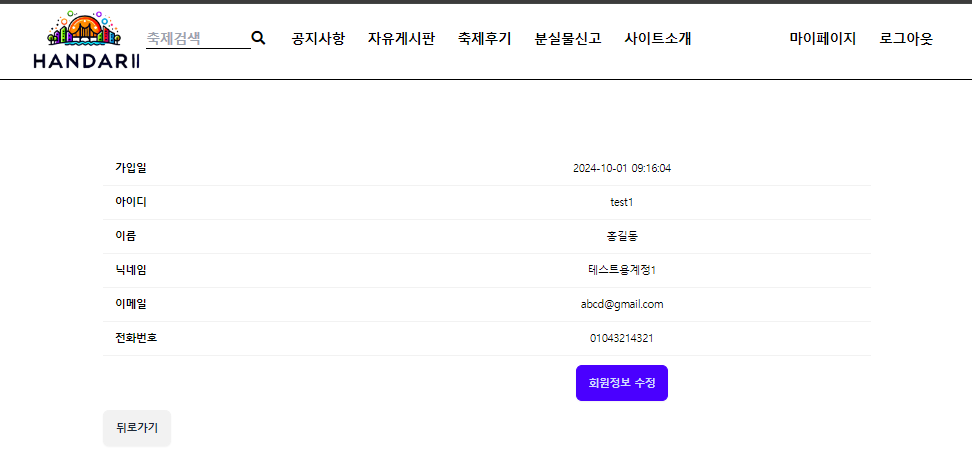 HANDARII 축제검색 공지사항 자유게시판 축제후기 분실물신고 사이트소개 마이페이지 로그아웃
가입일 2024-10-01 09:16:04
아이디 test1
이름 홍길동
닉네임 테스트용계정1
이메일 abcd@gmail.com
전화번호 01043214321
회원정보 수정
뒤로가기